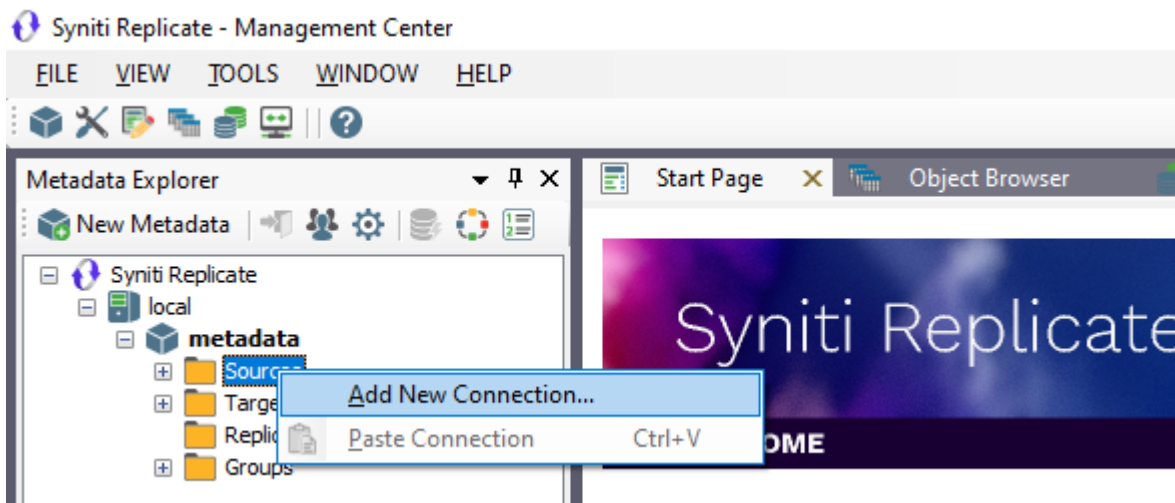 Syniti Replicate - Management Center
FILE VIEW TOOLS WINDOW HELP
Metadata Explorer
Start Page
Object Browser
New Metadata
Syniti Replicate
local
metadata
Sources
Add New Connection...
Paste Connection Ctrl+V
Groups
Syniti Replicate